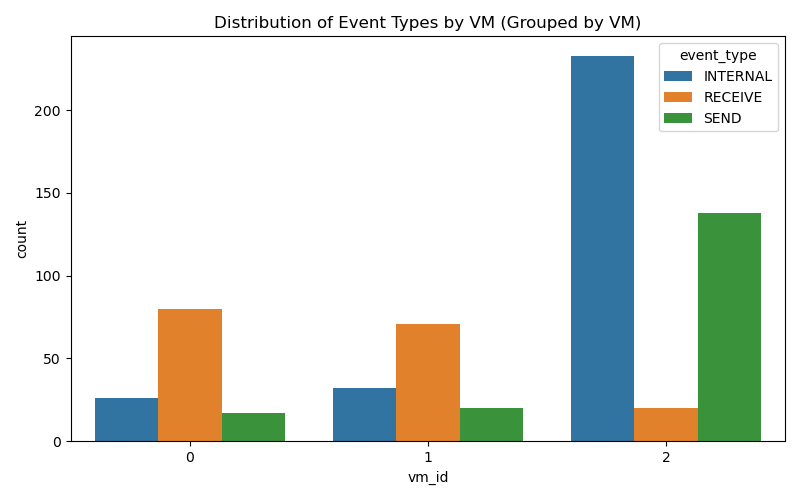 Distribution of Event Types by VM (Grouped by VM)
event_type
INTERNAL
RECEIVE
SEND
200
150
100
50
0
count
0 1 2
vm_id